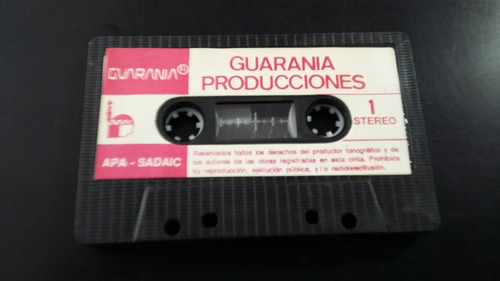 GUARANIA®
GUARANIA
PRODUCCIONES
1
STEREO
APA - SADAIC
Reservados todos los derechos del productor fonográfico y de
los autores de las obras registradas en esta cinta. Prohibida
su reproducción, ejecución pública, y/o radioteledifusión.